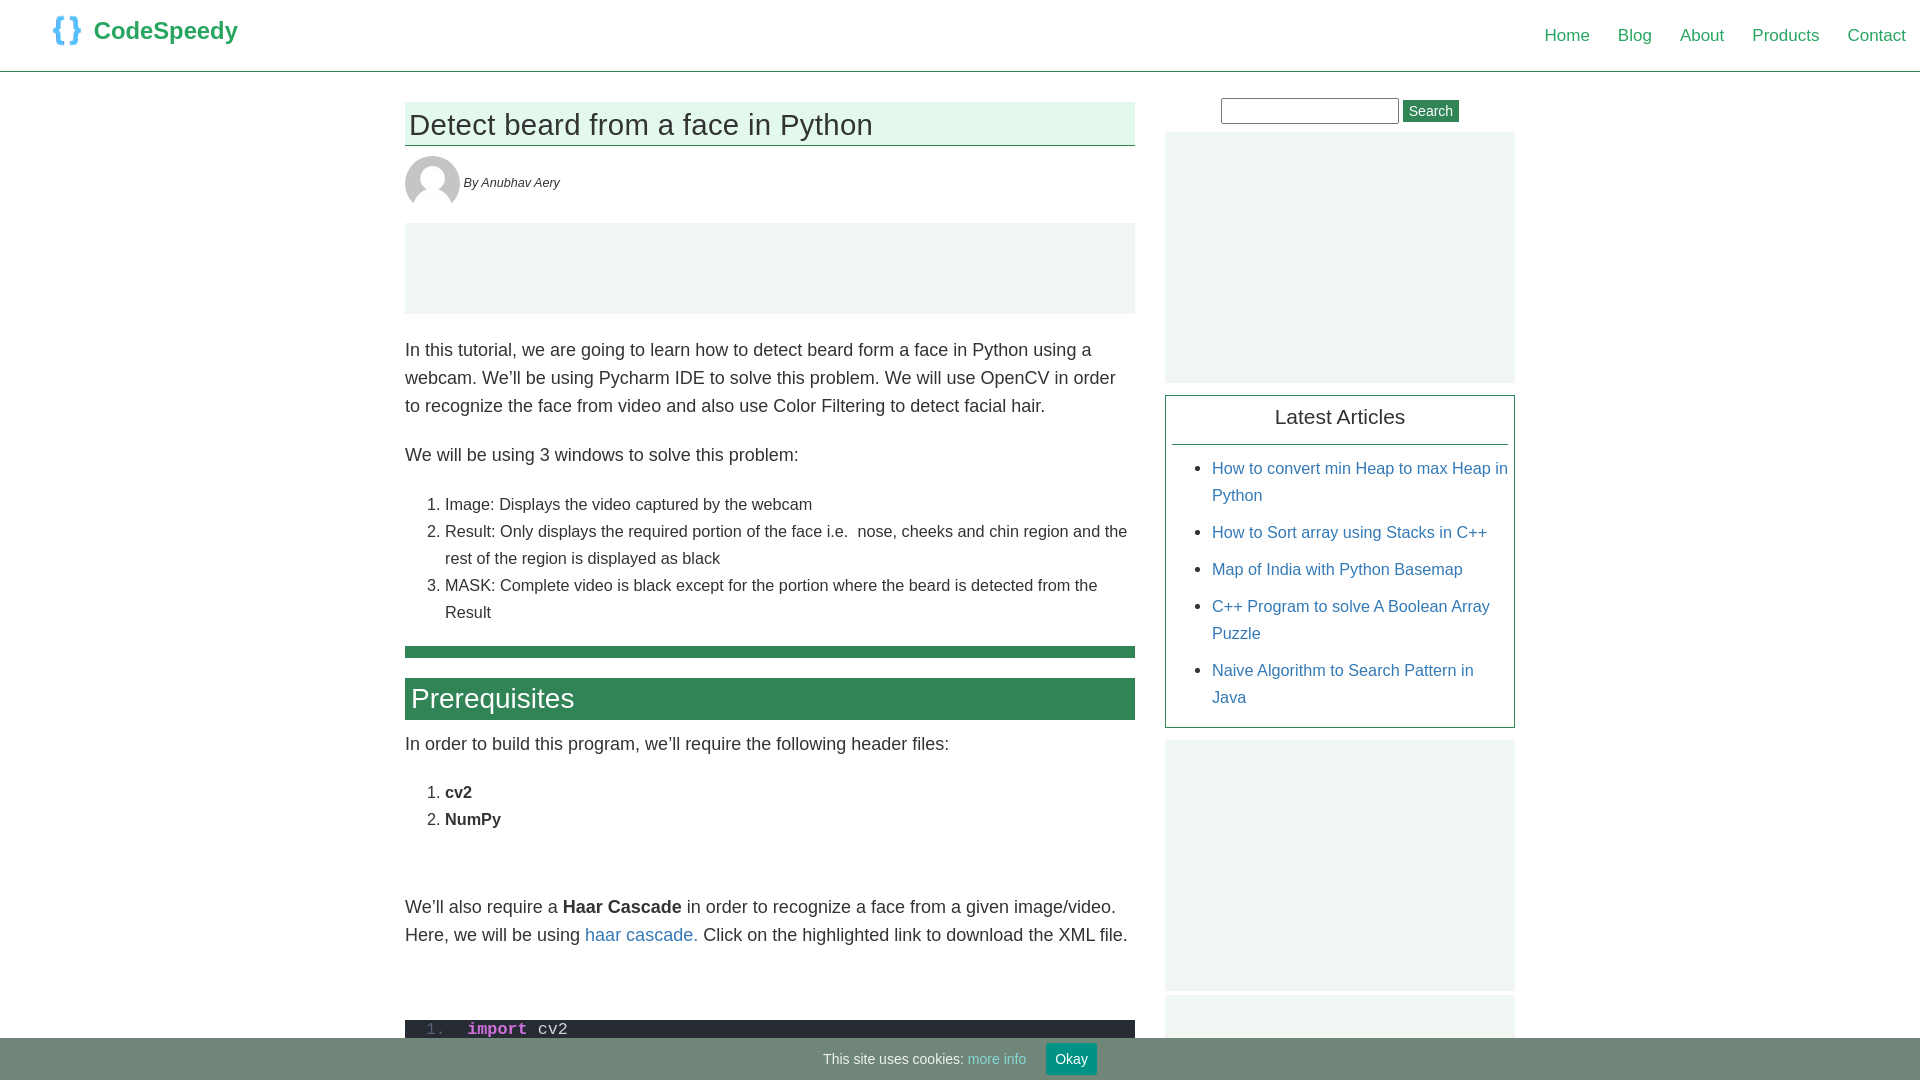 CodeSpeedy
Home Blog About Products Contact
Detect beard from a face in Python
By Anubhav Aery
In this tutorial, we are going to learn how to detect beard form a face in Python using a
webcam. We’ll be using Pycharm IDE to solve this problem. We will use OpenCV in order
to recognize the face from video and also use Color Filtering to detect facial hair.
We will be using 3 windows to solve this problem:
1. Image: Displays the video captured by the webcam
2. Result: Only displays the required portion of the face i.e.  nose, cheeks and chin region and the
rest of the region is displayed as black
3. MASK: Complete video is black except for the portion where the beard is detected from the
Result
Prerequisites
In order to build this program, we’ll require the following header files:
1. cv2
2. NumPy
We’ll also require a Haar Cascade in order to recognize a face from a given image/video.
Here, we will be using haar cascade. Click on the highlighted link to download the XML file.
1. import cv2
Search
Latest Articles
How to convert min Heap to max Heap in
Python
How to Sort array using Stacks in C++
Map of India with Python Basemap
C++ Program to solve A Boolean Array
Puzzle
Naive Algorithm to Search Pattern in
Java
This site uses cookies: more info Okay